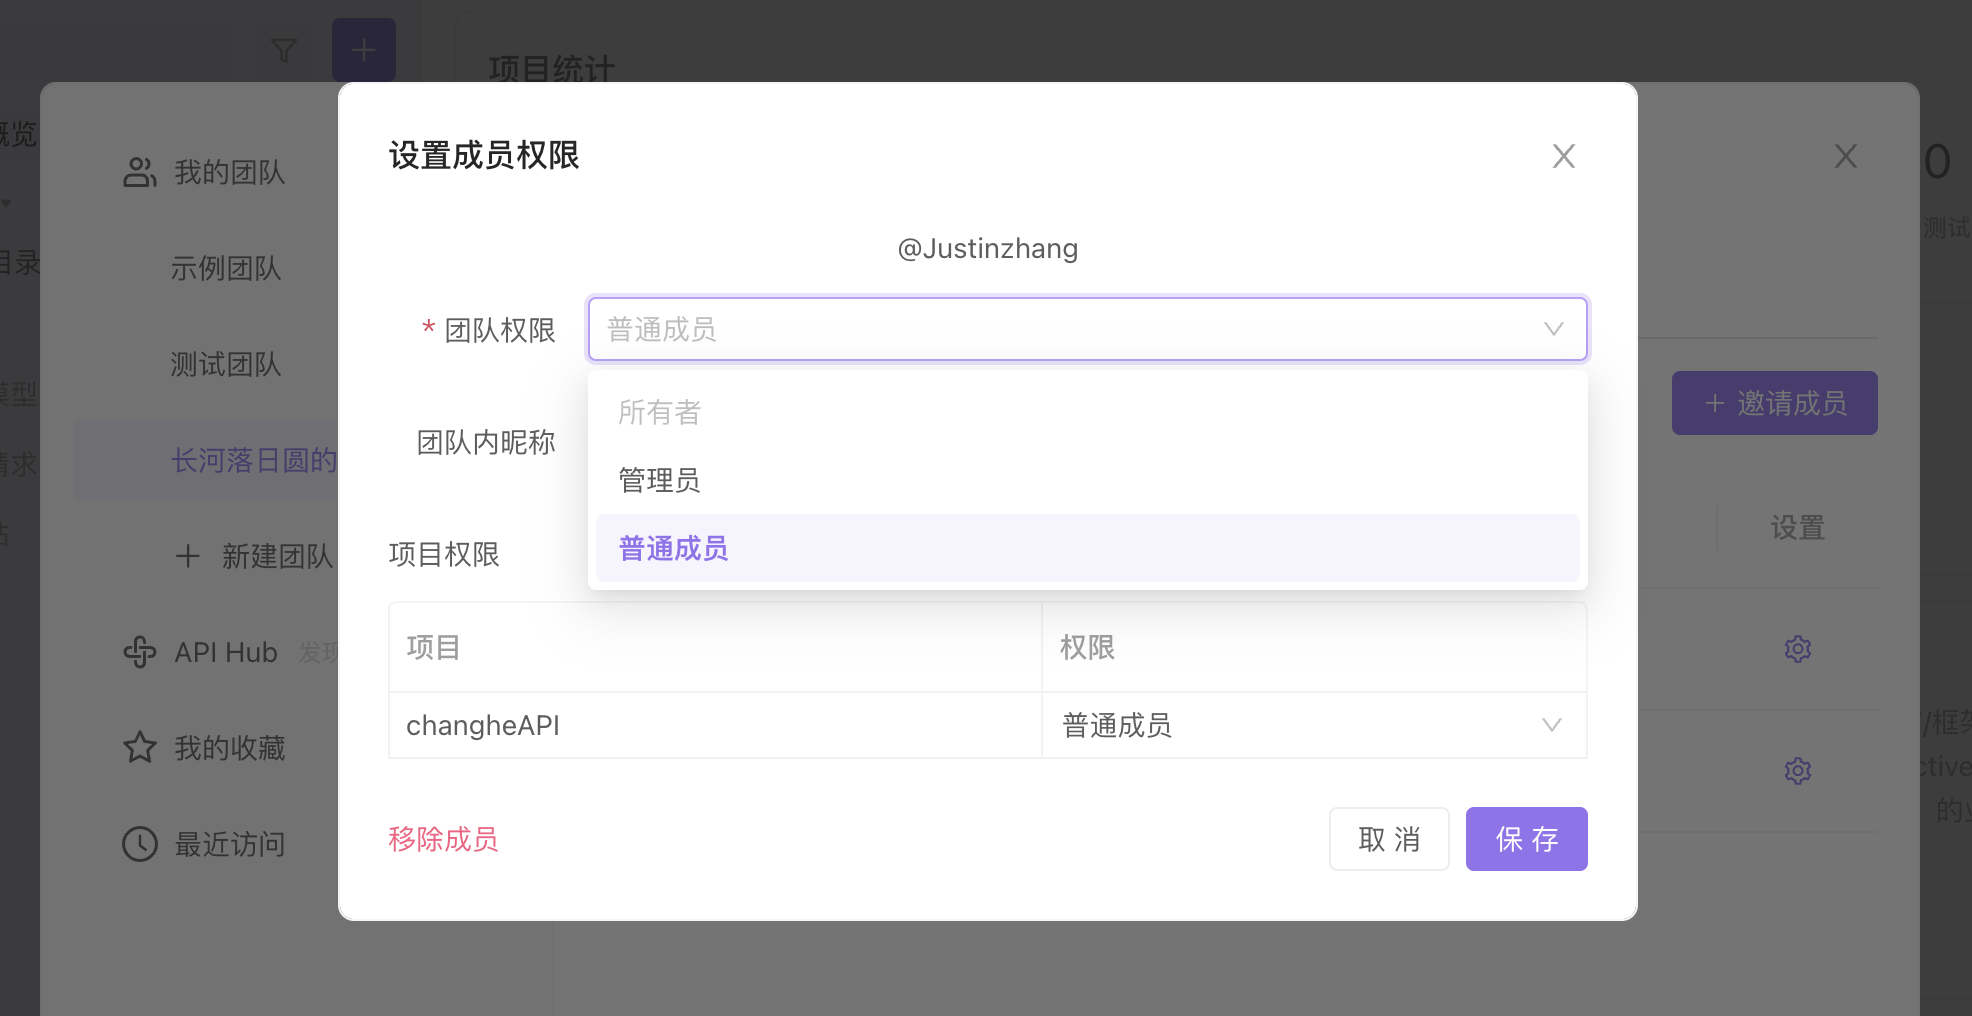 项目统计
概览
我的团队
目录
示例团队
测试团队
模型
请求
长河落日圆的
+ 新建团队
API Hub 发现
我的收藏
最近访问
设置成员权限
@Justinzhang
* 团队权限 普通成员
所有者
管理员
普通成员
团队内昵称
项目权限
项目 权限
changheAPI 普通成员
移除成员
取 消 保 存
0
测试
+ 邀请成员
设置
/框架
ctive
的